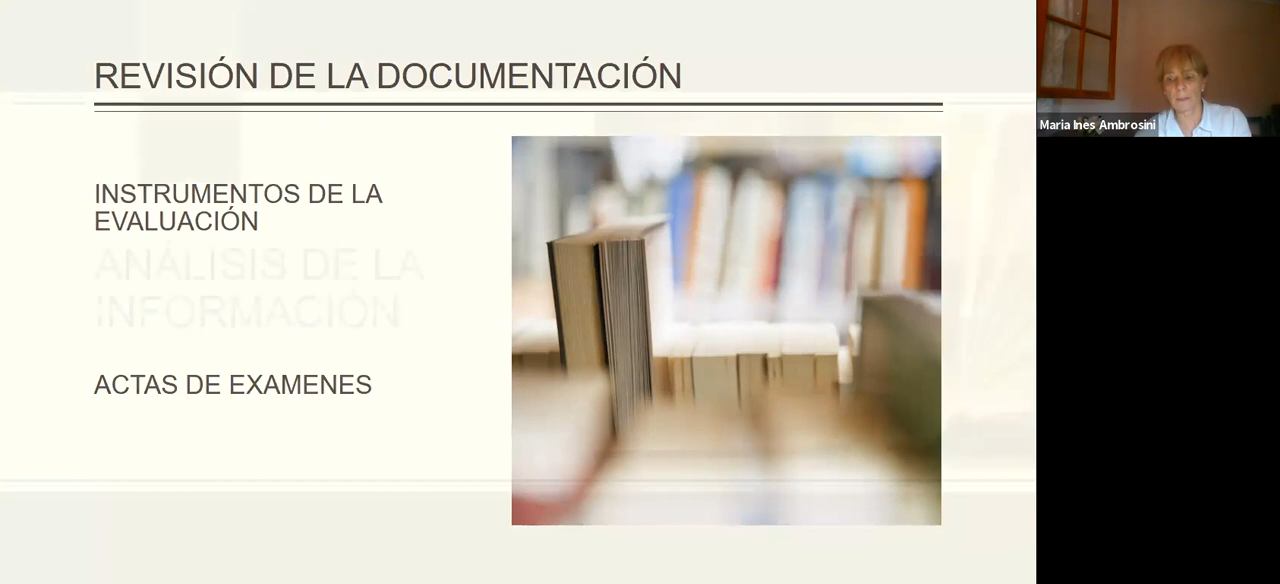 REVISIÓN DE LA DOCUMENTACIÓN
INSTRUMENTOS DE LA
EVALUACIÓN
ANÁLISIS DE LA
INFORMACIÓN
ACTAS DE EXAMENES
Maria Ines Ambrosini